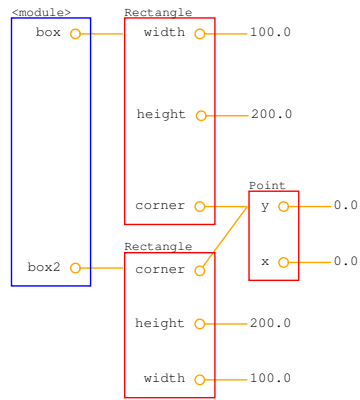 <module>
Rectangle
box
width
100.0
height
200.0
corner
Point
y
0.0
x
0.0
Rectangle
box2
corner
height
200.0
width
100.0